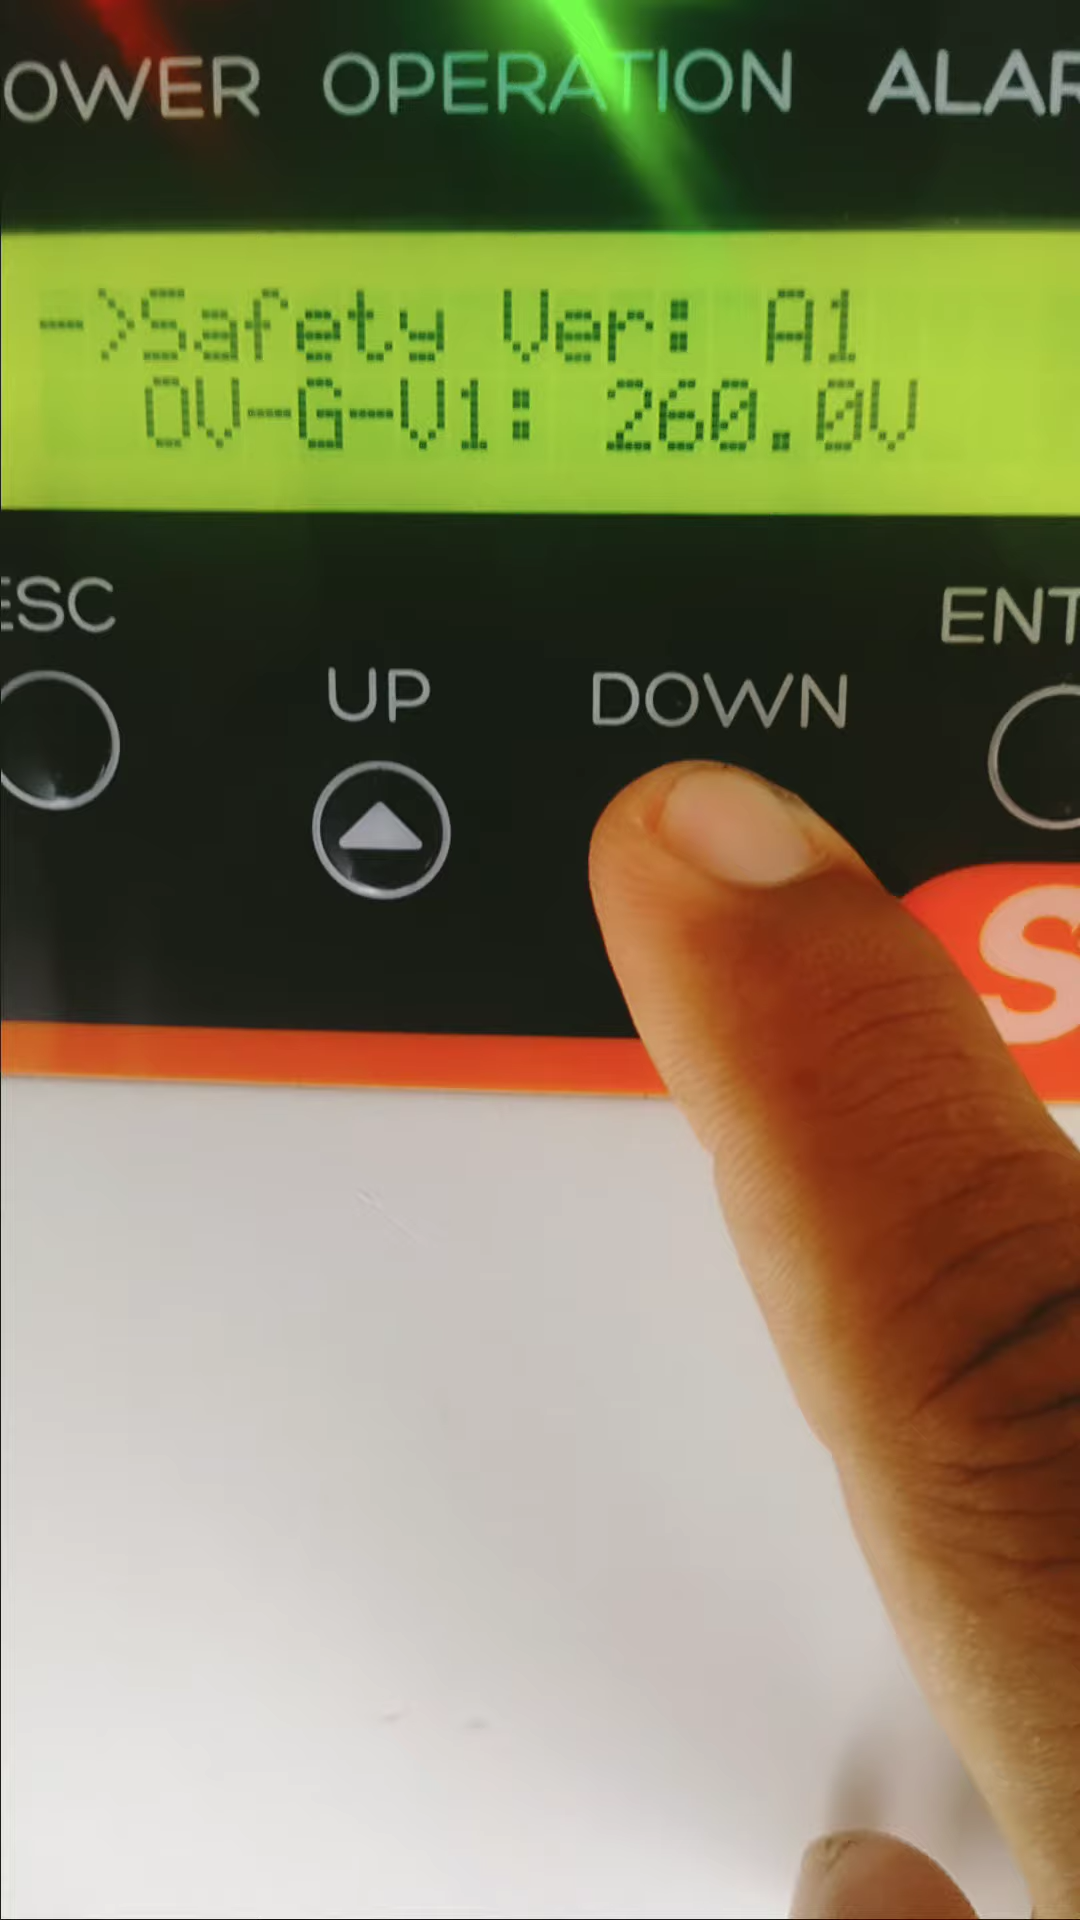 OWER OPERATION ALAR
->Safety Ver: A1
OV-G-V1: 260.0V
ESC
UP
DOWN
ENT
S